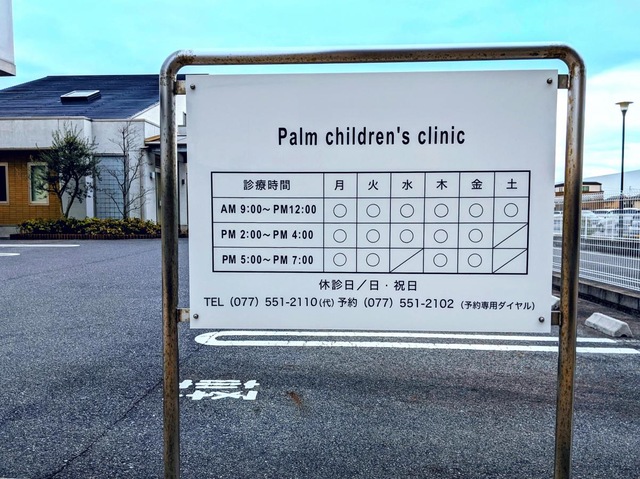 Palm children's clinic
診療時間 月 火 水 木 金 土
AM 9:00~PM12:00 ○ ○ ○ ○ ○ ○
PM 2:00~PM 4:00 ○ ○ ○ ○ ○ ／
PM 5:00~PM 7:00 ○ ○ ／ ○ ○ ／
休診日／日・祝日
TEL (077) 551-2110(代) 予約 (077) 551-2102 (予約専用ダイヤル)